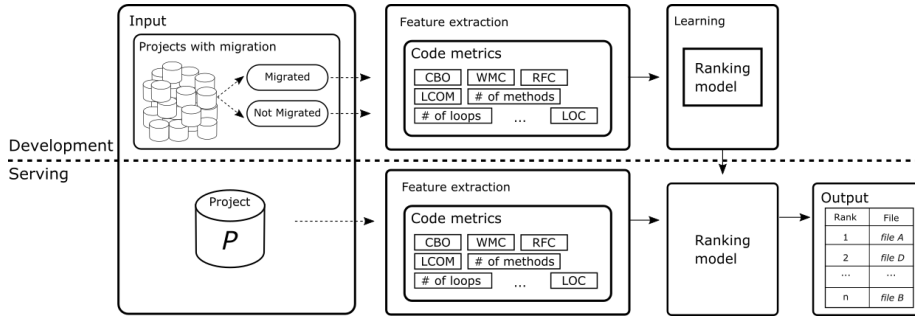 Input
Projects with migration
Migrated
Not Migrated
Feature extraction
Code metrics
CBO WMC RFC
LCOM # of methods
# of loops ... LOC
Learning
Ranking
model
Development
Serving
Project
P
Feature extraction
Code metrics
CBO WMC RFC
LCOM # of methods
# of loops ... LOC
Ranking
model
Output
Rank File
1 file A
2 file D
... ...
n file B